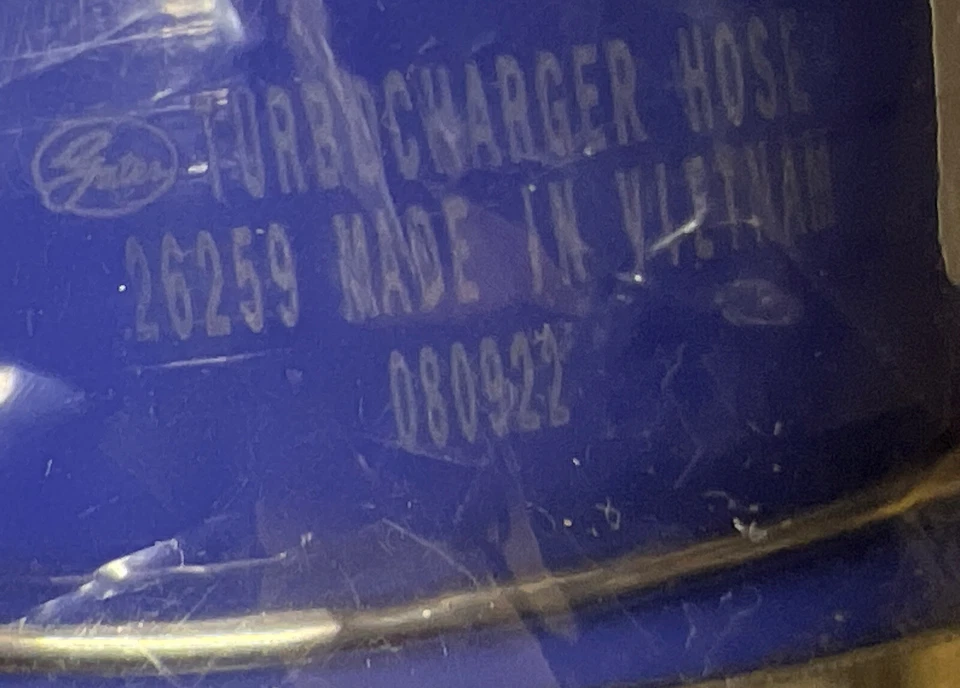 Gates TURBOCHARGER HOSE
26259 MADE IN VIETNAM
080922